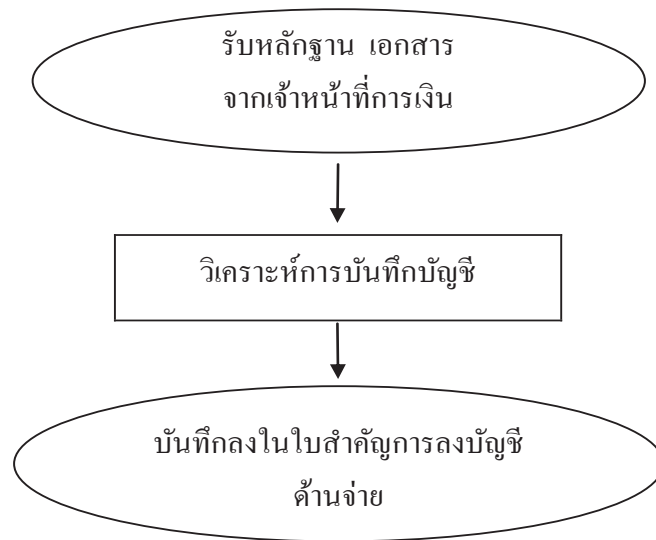 รับหลักฐาน เอกสาร
จากเจ้าหน้าที่การเงิน
วิเคราะห์การบันทึกบัญชี
บันทึกลงในใบสำคัญการลงบัญชี
ด้านจ่าย